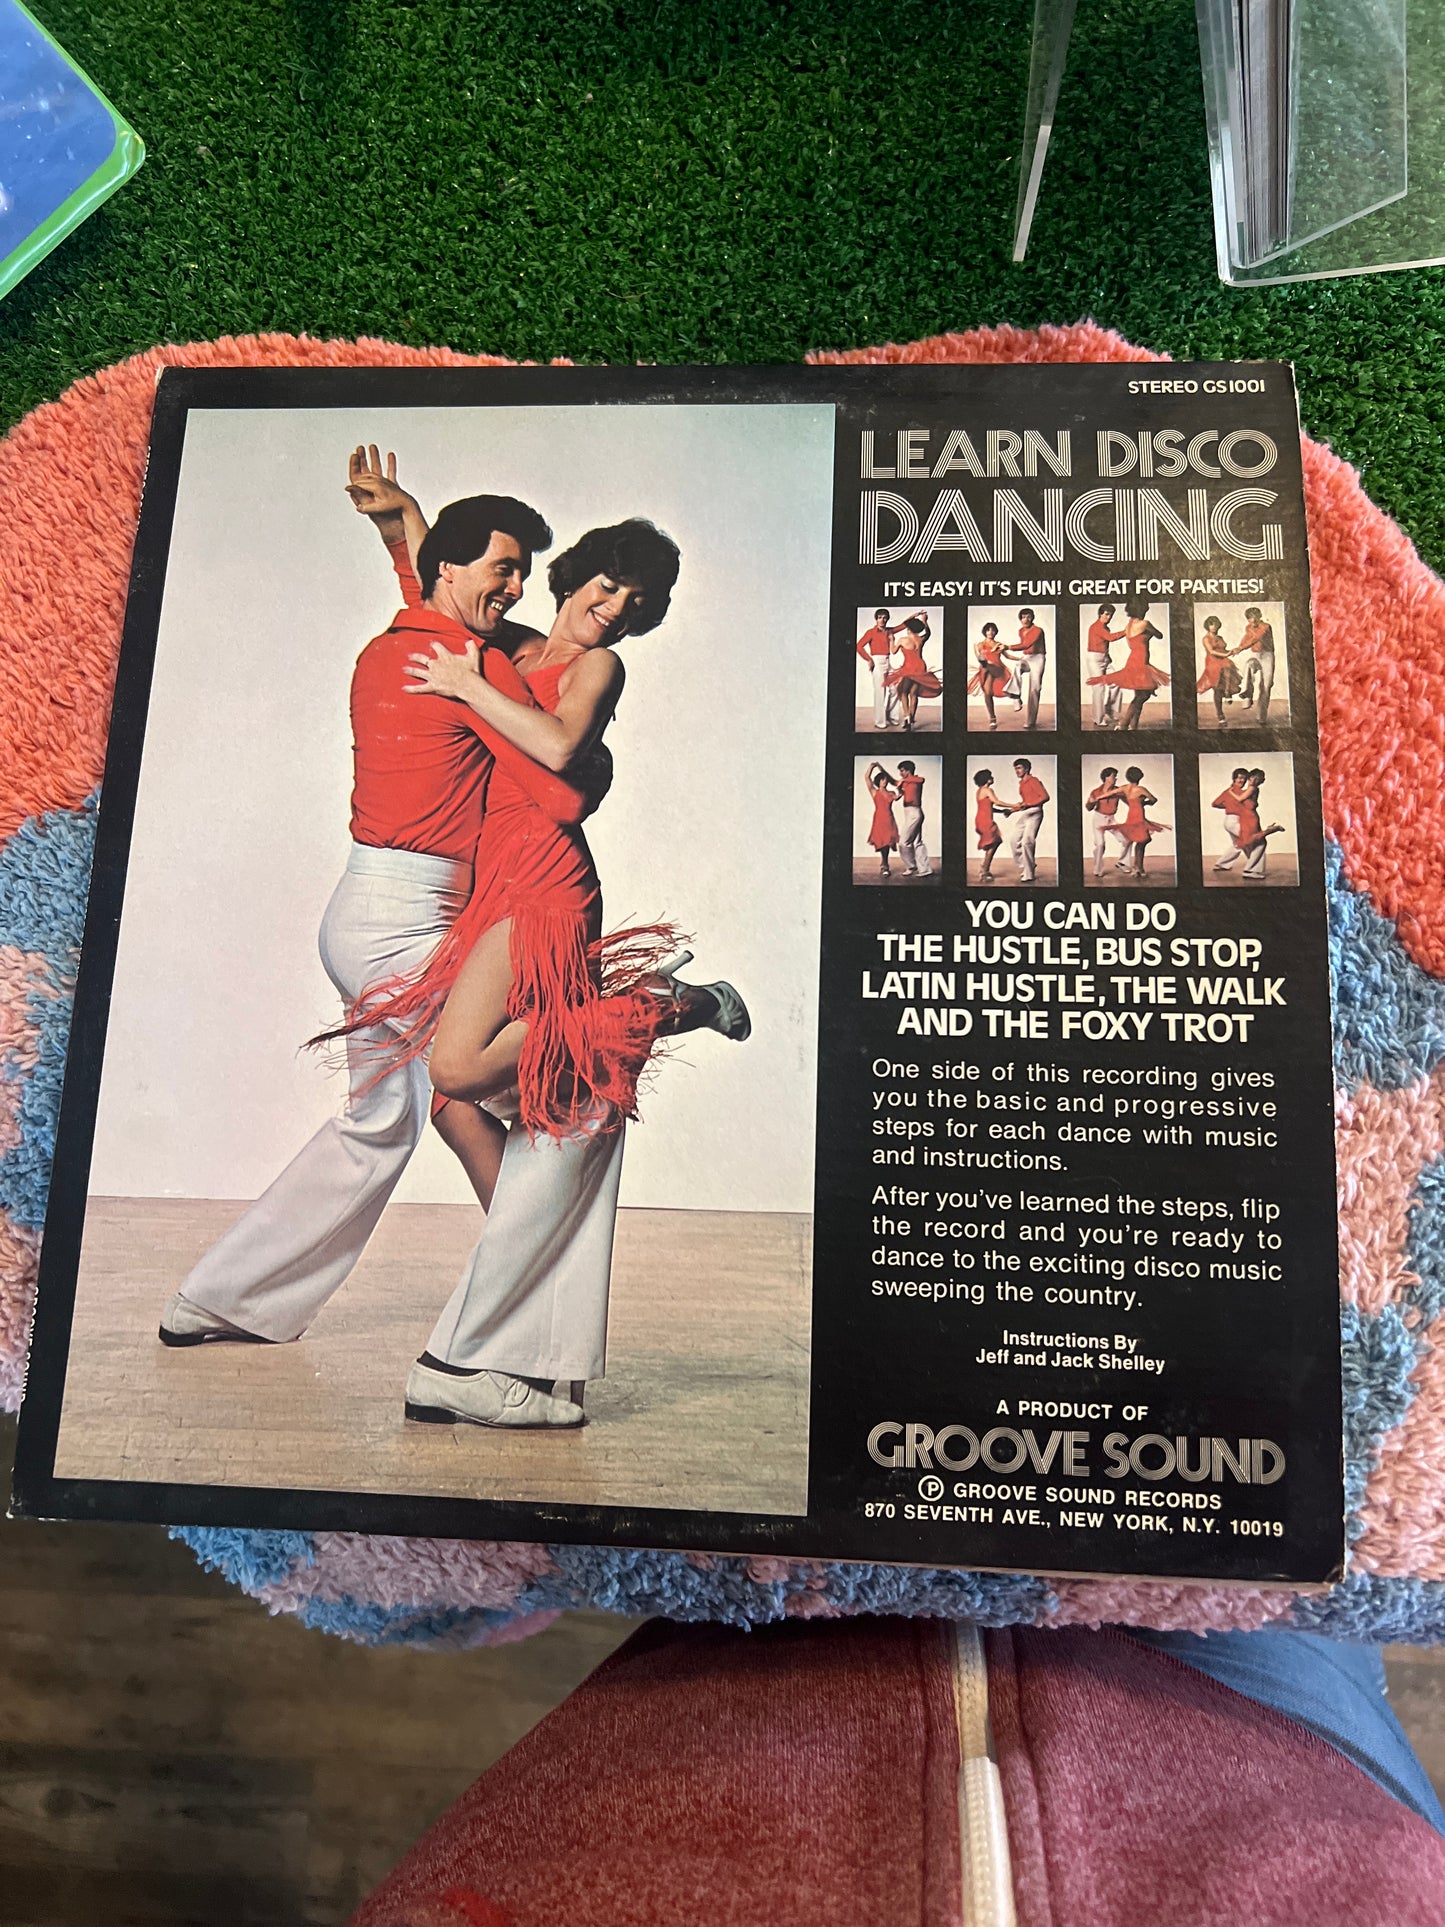 STEREO GS1001
LEARN DISCO
DANCING
IT'S EASY! IT'S FUN! GREAT FOR PARTIES!
YOU CAN DO
THE HUSTLE, BUS STOP,
LATIN HUSTLE, THE WALK
AND THE FOXY TROT
One side of this recording gives
you the basic and progressive
steps for each dance with music
and instructions.
After you've learned the steps, flip
the record and you're ready to
dance to the exciting disco music
sweeping the country.
Instructions By
Jeff and Jack Shelley
A PRODUCT OF
GROOVE SOUND
Ⓟ GROOVE SOUND RECORDS
870 SEVENTH AVE., NEW YORK, N.Y. 10019
GROOVE SOUND